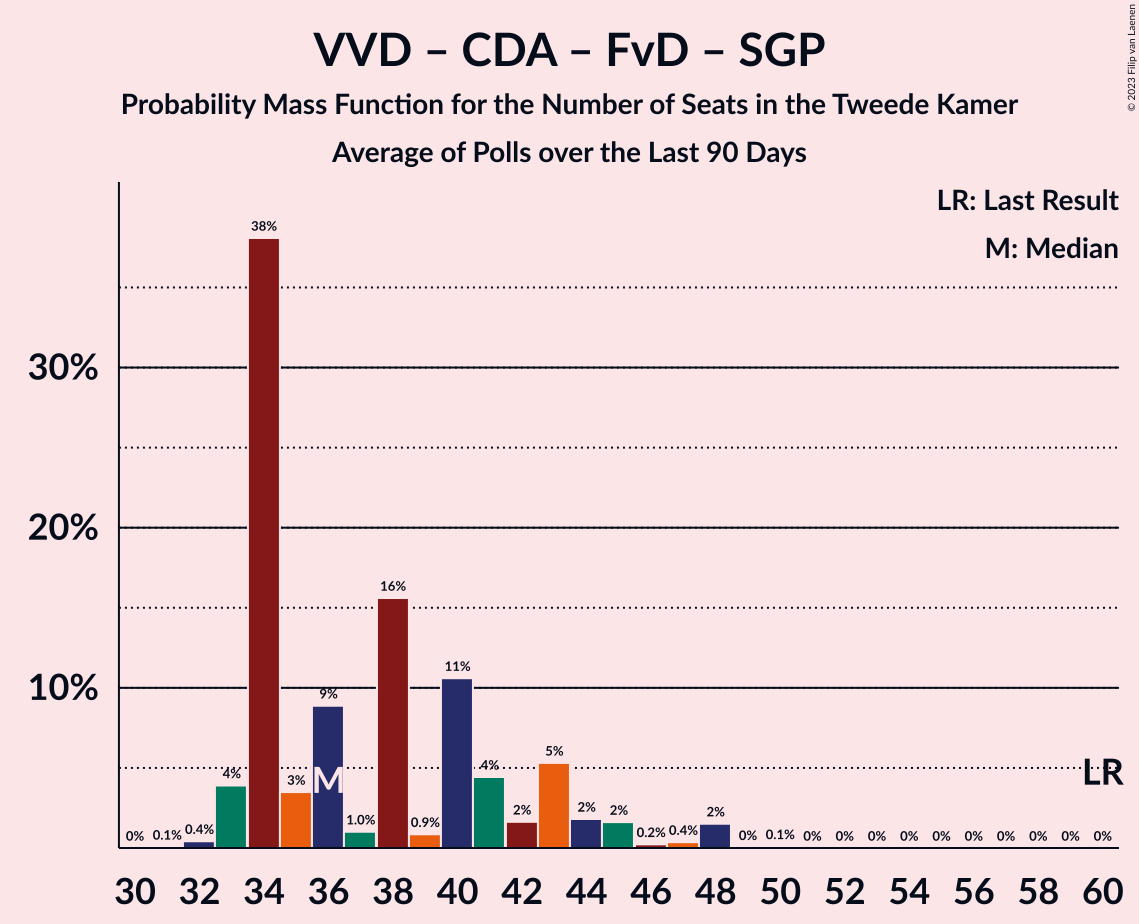 VVD – CDA – FvD – SGP
Probability Mass Function for the Number of Seats in the Tweede Kamer
Average of Polls over the Last 90 Days
© 2023 Filip van Laenen
LR: Last Result
M: Median
38%
30%
16%
20%
11%
10%
9%
5%
4%
4%
3%
M
LR
2%
2%
2%
2%
1.0%
0.9%
0% 0.1% 0.4% 0.2% 0.4% 0% 0.1% 0% 0% 0% 0% 0% 0% 0% 0% 0% 0%
30 32 34 36 38 40 42 44 46 48 50 52 54 56 58 60